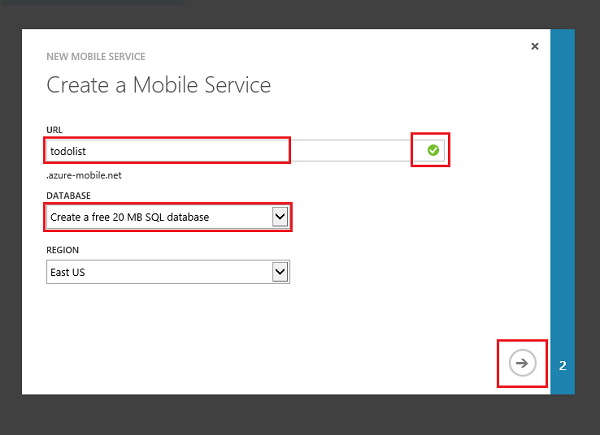 NEW MOBILE SERVICE
Create a Mobile Service
URL
todolist
.azure-mobile.net
DATABASE
Create a free 20 MB SQL database
REGION
East US
2